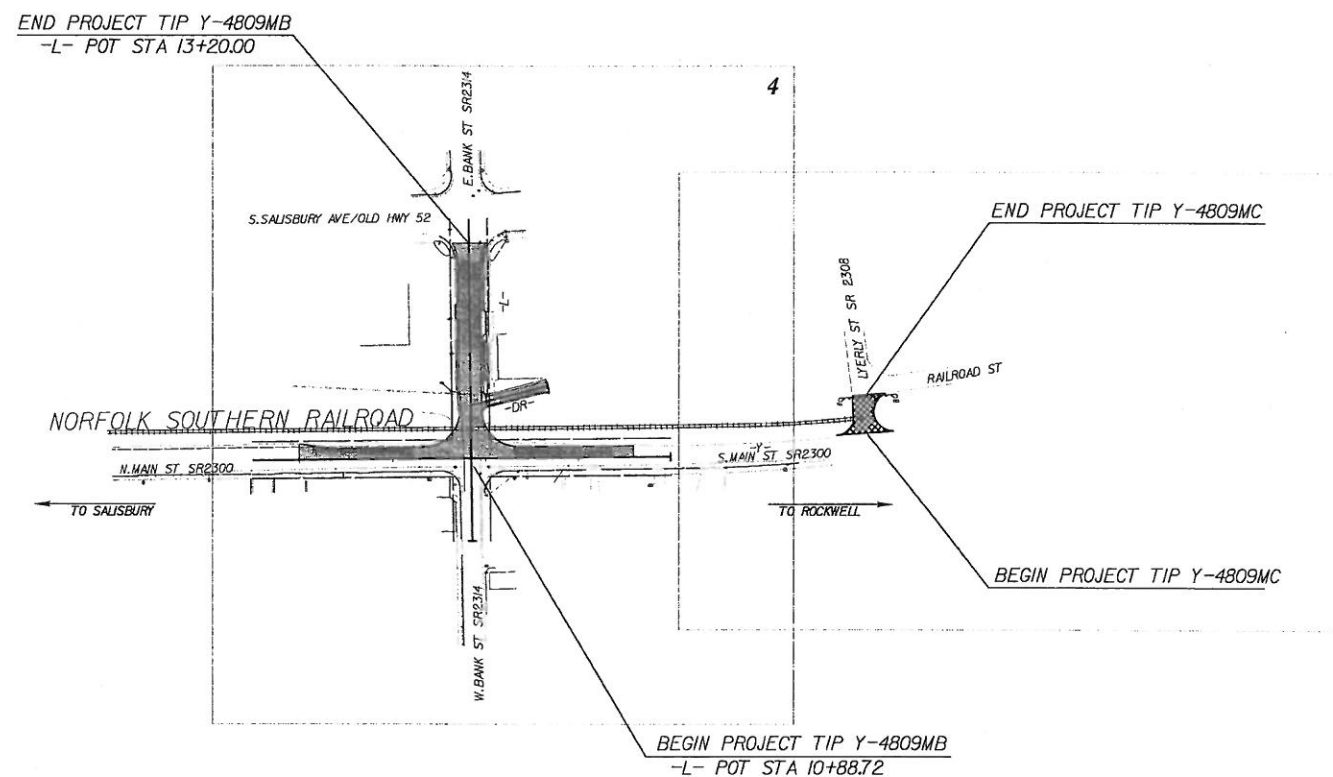 END PROJECT TIP Y-4809MB
-L- POT STA 13+20.00
4
E.BANK ST SR2314
S.SALISBURY AVE/OLD HWY 52
-L-
END PROJECT TIP Y-4809MC
LYERLY ST SR 2308
RAILROAD ST
-DR-
NORFOLK SOUTHERN RAILROAD
-Y-
N.MAIN ST SR2300
S.MAIN ST SR2300
TO SALISBURY
TO ROCKWELL
BEGIN PROJECT TIP Y-4809MC
W.BANK ST SR2314
BEGIN PROJECT TIP Y-4809MB
-L- POT STA 10+88.72